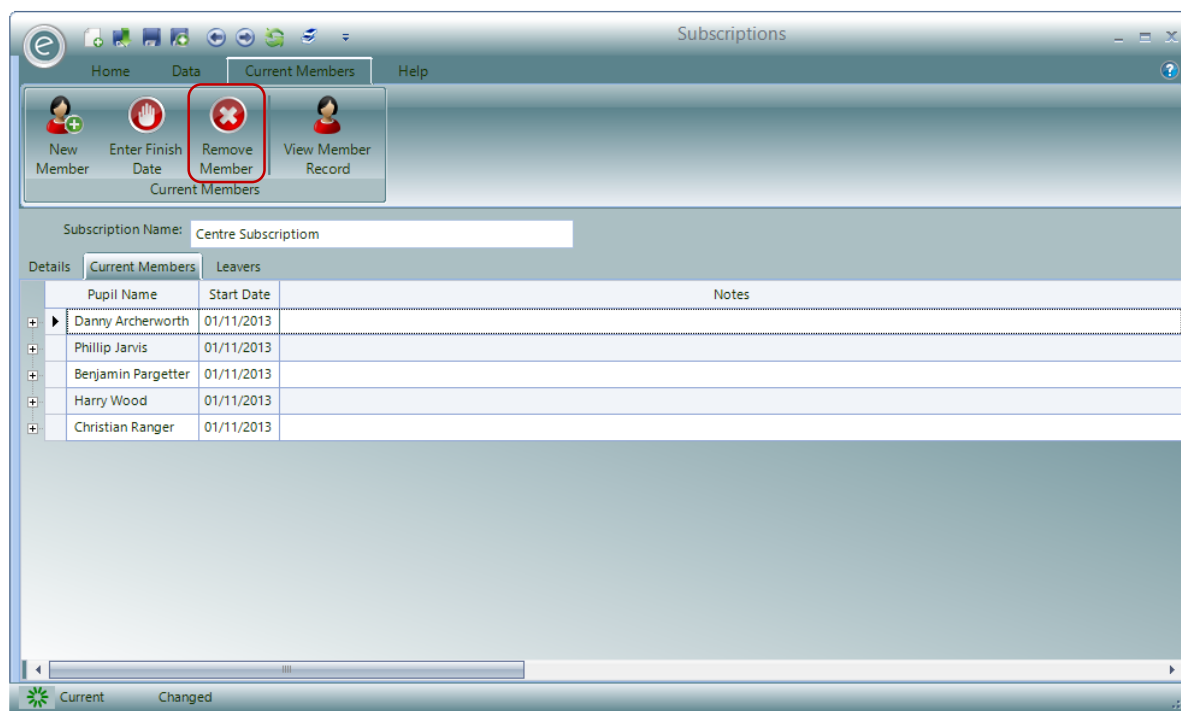 e
Subscriptions
Home Data Current Members Help
New Member
Enter Finish Date
Remove Member
View Member Record
Current Members
Subscription Name: Centre Subscriptiom
Details Current Members Leavers
Pupil Name Start Date Notes
Danny Archerworth 01/11/2013
Phillip Jarvis 01/11/2013
Benjamin Pargetter 01/11/2013
Harry Wood 01/11/2013
Christian Ranger 01/11/2013
Current Changed